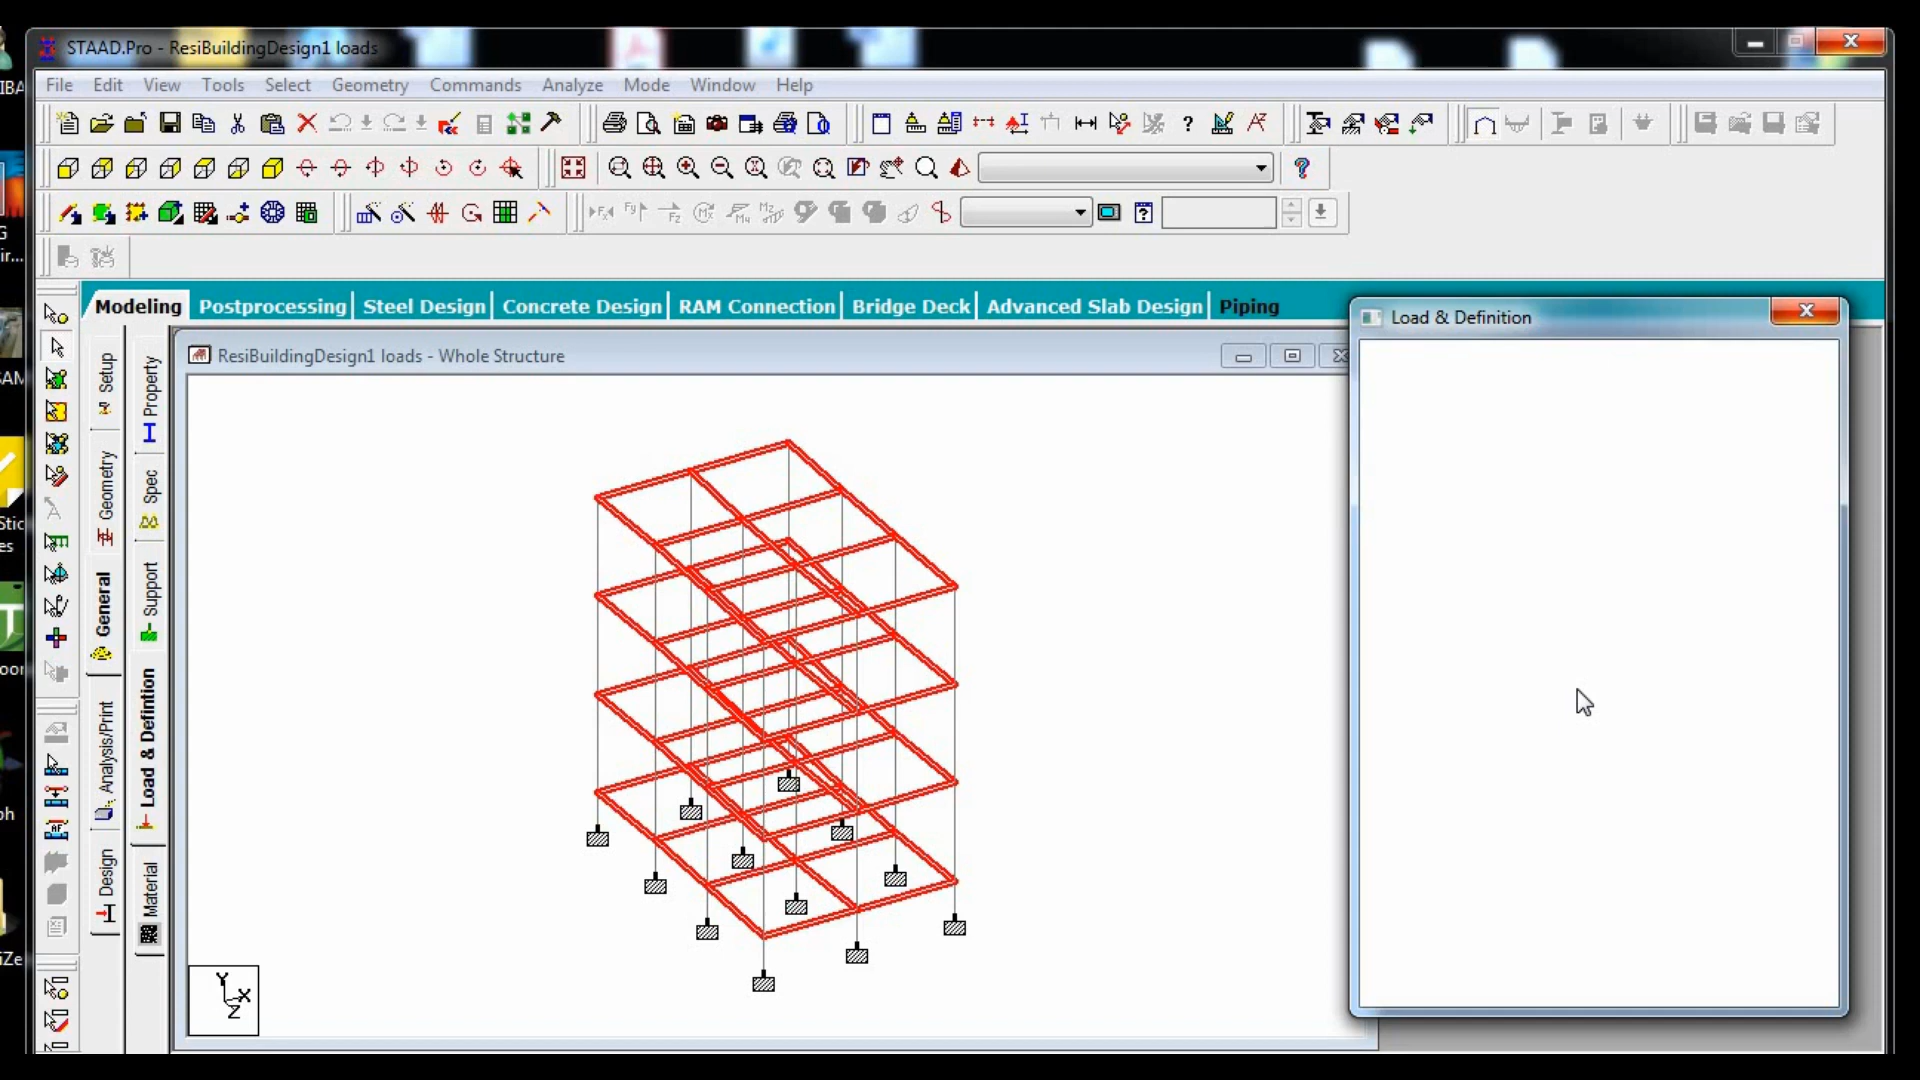 STAAD.Pro - ResiBuildingDesign1 loads
File Edit View Tools Select Geometry Commands Analyze Mode Window Help
Modeling Postprocessing Steel Design Concrete Design RAM Connection Bridge Deck Advanced Slab Design Piping
Load & Definition
ResiBuildingDesign1 loads - Whole Structure
Setup
Geometry
General
Analysis/Print
Design
Property
Spec
Support
Load & Definition
Material
Y
X
Z